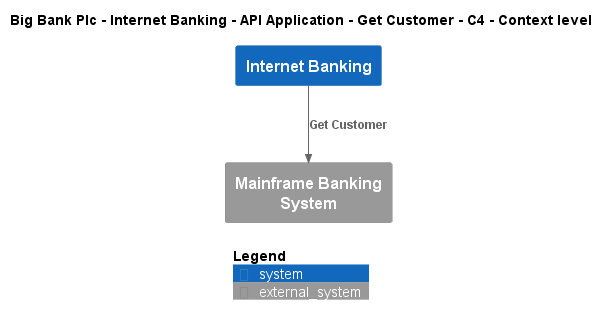 Big Bank Plc - Internet Banking - API Application - Get Customer - C4 - Context level
Internet Banking
Get Customer
Mainframe Banking
System
Legend
system
external_system